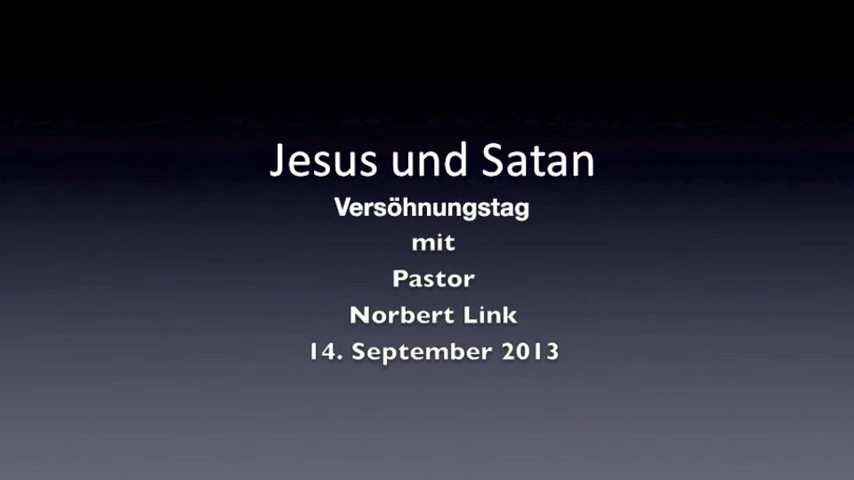 Jesus und Satan
Versöhnungstag
mit
Pastor
Norbert Link
14. September 2013